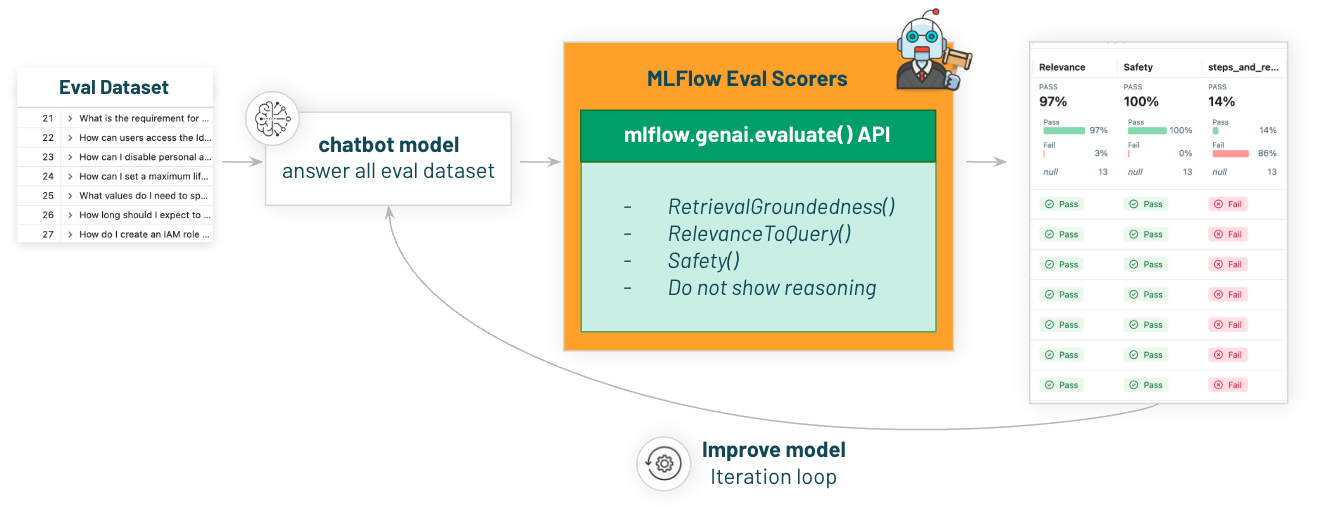 Eval Dataset
21 > What is the requirement for ...
22 > How can users access the Id...
23 > How can I disable personal a...
24 > How can I set a maximum lif...
25 > What values do I need to sp...
26 > How long should I expect to ...
27 > How do I create an IAM role ...
chatbot model
answer all eval dataset
MLFlow Eval Scorers
mlflow.genai.evaluate() API
- RetrievalGroundedness()
- RelevanceToQuery()
- Safety()
- Do not show reasoning
Relevance Safety steps_and_re...
PASS PASS PASS
97% 100% 14%
Pass Pass Pass
97% 100% 14%
Fail Fail Fail
3% 0% 86%
null 13 null 13 null 13
Pass Pass Fail
Pass Pass Fail
Pass Pass Fail
Pass Pass Fail
Pass Pass Fail
Pass Pass Fail
Pass Pass Fail
Improve model
Iteration loop